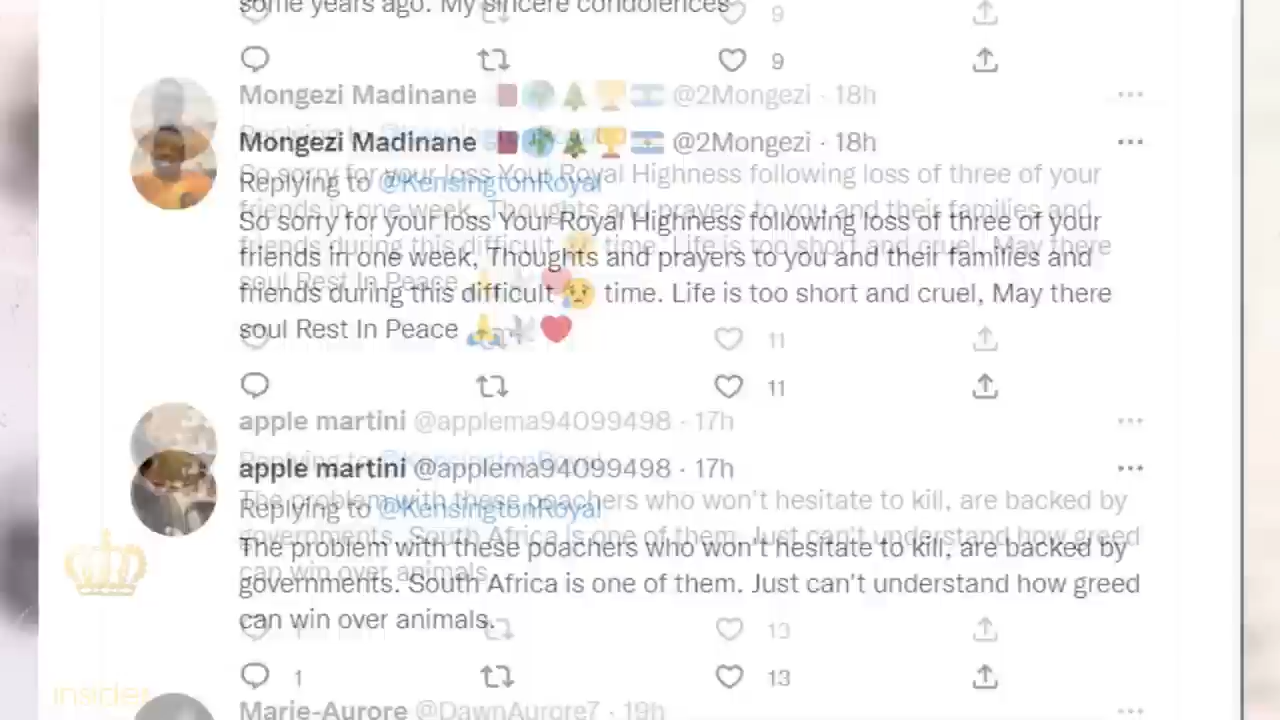 some years ago. My sincere condolences
9
9
Mongezi Madinane @2Mongezi · 18h
Mongezi Madinane @2Mongezi · 18h
Replying to @KensingtonRoyal
So sorry for your loss Your Royal Highness following loss of three of your
friends in one week, Thoughts and prayers to you and their families and
friends during this difficult 😥 time. Life is too short and cruel, May there
soul Rest In Peace 🙏🕊❤
11
11
apple martini @applema94099498 · 17h
apple martini @applema94099498 · 17h
Replying to @KensingtonRoyal
The problem with these poachers who won't hesitate to kill, are backed by
governments. South Africa is one of them. Just can't understand how greed
can win over animals.
13
1 13
insider
Marie-Aurore @DawnAurore7 · 19h